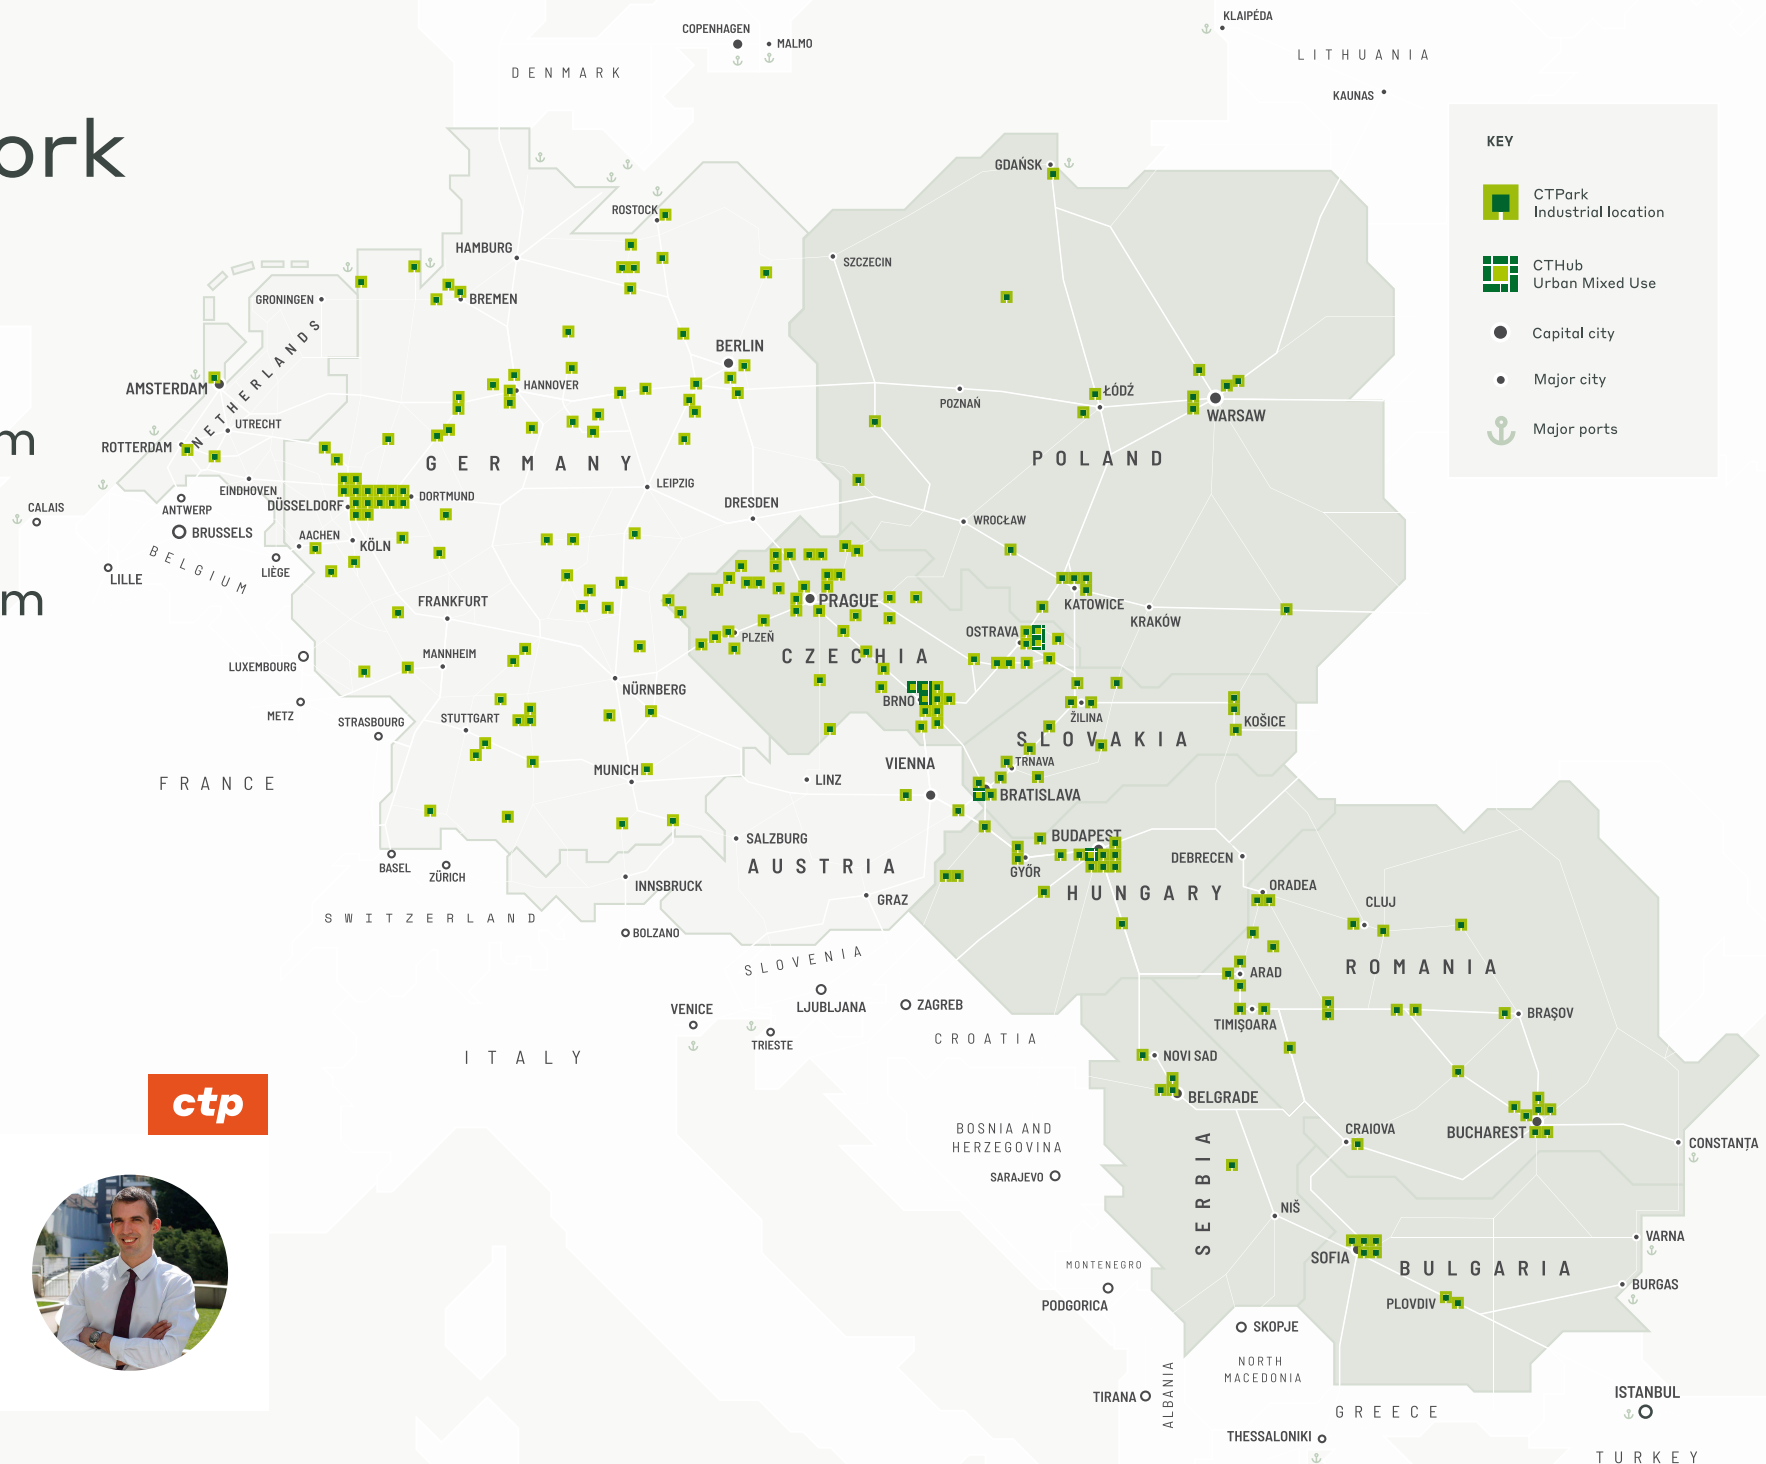 ork
m
m
ctp
KEY
CTPark
Industrial location
CTHub
Urban Mixed Use
Capital city
Major city
Major ports
KLAIPĖDA
COPENHAGEN
MALMO
DENMARK
LITHUANIA
KAUNAS
GDAŃSK
ROSTOCK
HAMBURG
SZCZECIN
GRONINGEN
BREMEN
NETHERLANDS
BERLIN
AMSTERDAM
HANNOVER
ŁÓDŹ
POZNAŃ
WARSAW
UTRECHT
ROTTERDAM
GERMANY
POLAND
EINDHOVEN
LEIPZIG
DORTMUND
DÜSSELDORF
ANTWERP
DRESDEN
CALAIS
WROCŁAW
BRUSSELS
AACHEN
KÖLN
BELGIUM
LIÈGE
LILLE
FRANKFURT
PRAGUE
KATOWICE
KRAKÓW
OSTRAVA
PLZEŇ
CZECHIA
MANNHEIM
LUXEMBOURG
NÜRNBERG
BRNO
METZ
STRASBOURG
STUTTGART
ŽILINA
KOŠICE
SLOVAKIA
VIENNA
TRNAVA
MUNICH
LINZ
FRANCE
BRATISLAVA
BUDAPEST
SALZBURG
DEBRECEN
AUSTRIA
BASEL
ZÜRICH
GYŐR
INNSBRUCK
ORADEA
HUNGARY
GRAZ
CLUJ
SWITZERLAND
BOLZANO
SLOVENIA
ROMANIA
ARAD
LJUBLJANA
ZAGREB
VENICE
BRAȘOV
TIMIȘOARA
CROATIA
TRIESTE
ITALY
NOVI SAD
BELGRADE
BOSNIA AND
HERZEGOVINA
CRAIOVA
BUCHAREST
CONSTANȚA
SERBIA
SARAJEVO
NIŠ
VARNA
SOFIA
MONTENEGRO
BULGARIA
BURGAS
PODGORICA
PLOVDIV
SKOPJE
NORTH
MACEDONIA
TIRANA
ALBANIA
ISTANBUL
GREECE
THESSALONIKI
TURKEY